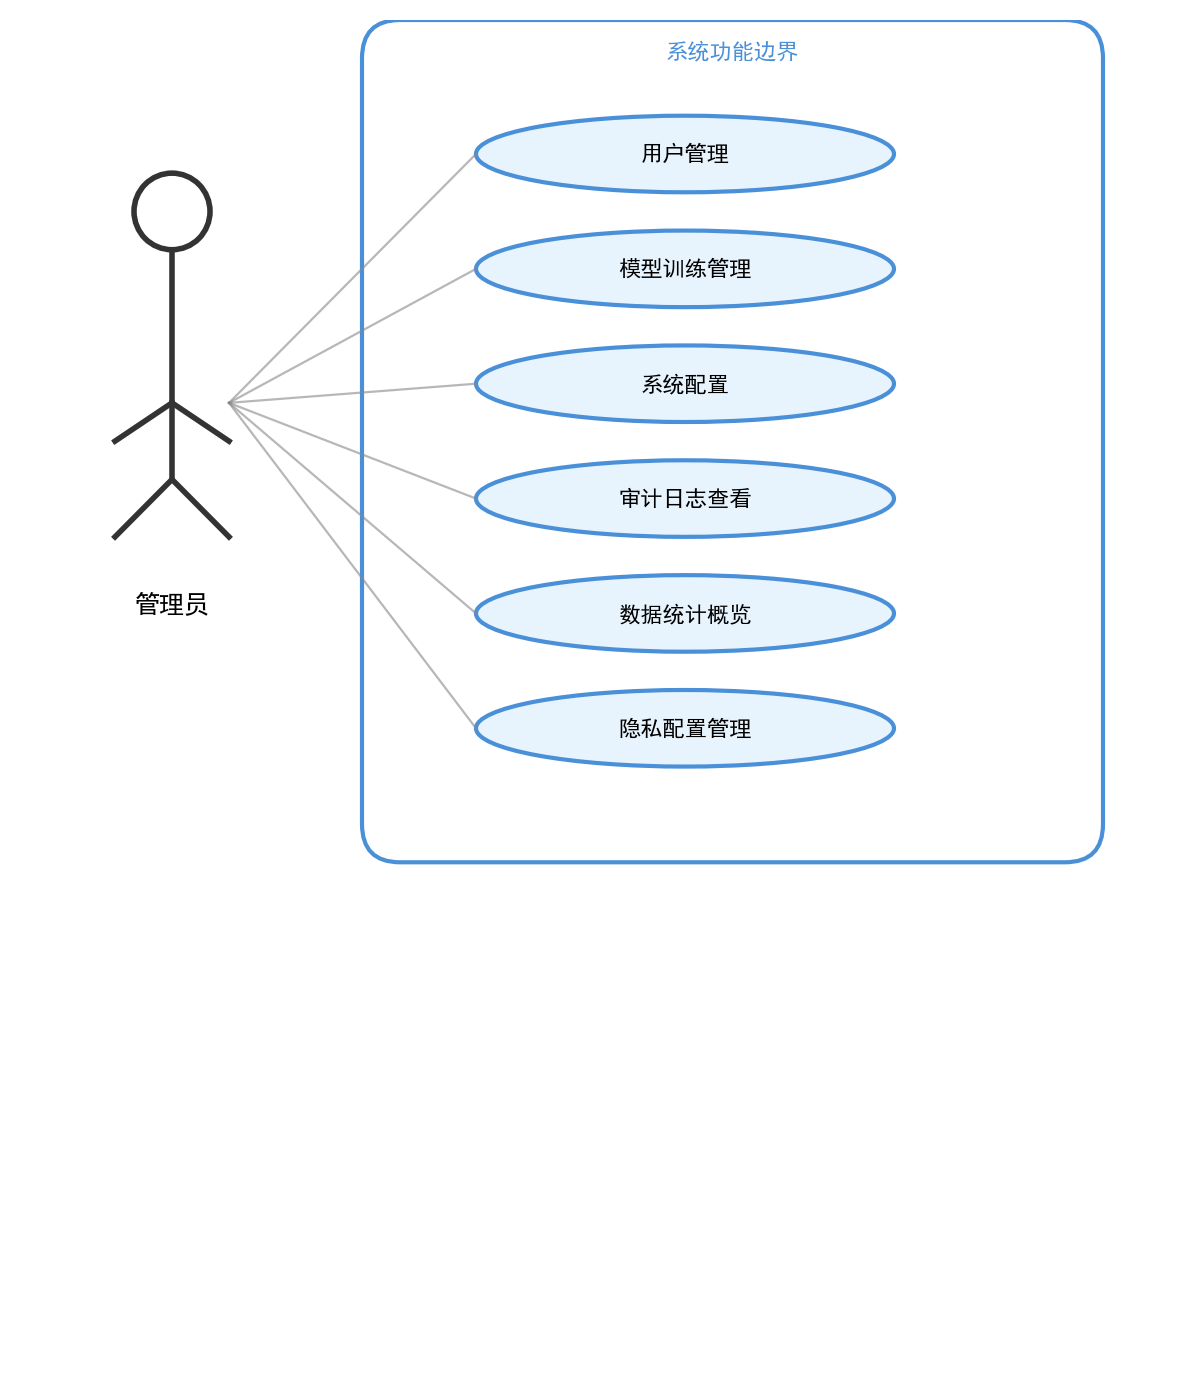 系统功能边界
用户管理
模型训练管理
系统配置
审计日志查看
数据统计概览
隐私配置管理
管理员